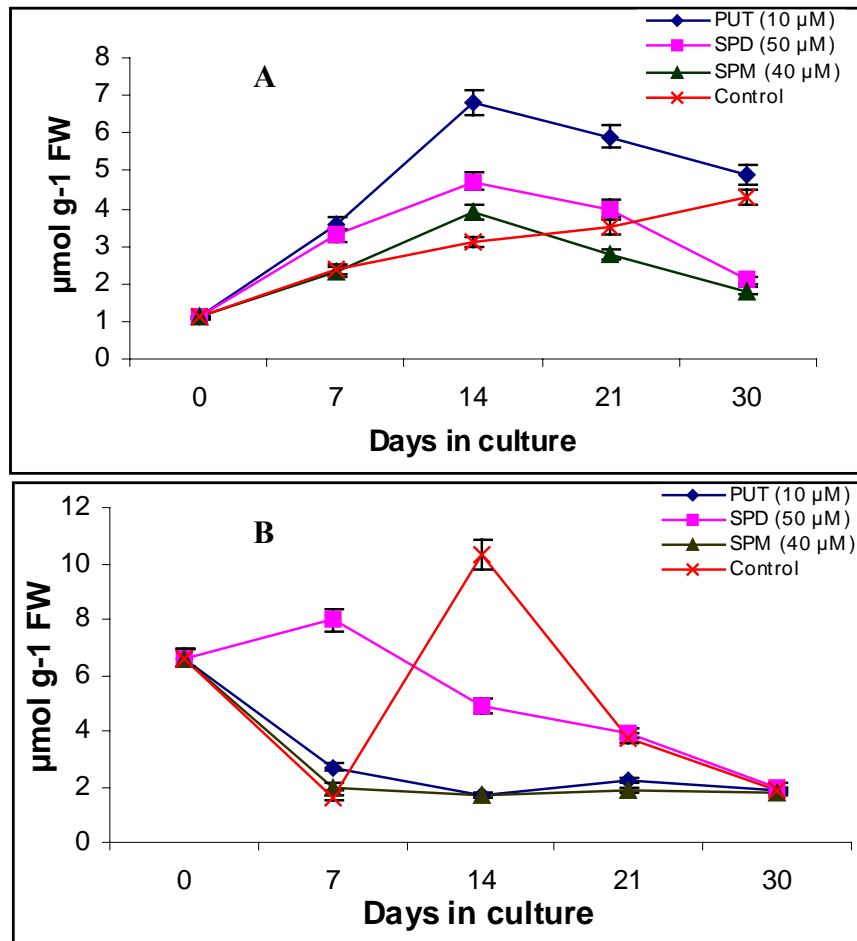 PUT (10 µM)
SPD (50 µM)
SPM (40 µM)
Control
A
8
7
6
5
4
3
2
1
0
µmol g-1 FW
0 7 14 21 30
Days in culture
PUT (10 µM)
SPD (50 µM)
SPM (40 µM)
Control
B
12
10
8
6
4
2
0
µmol g-1 FW
0 7 14 21 30
Days in culture